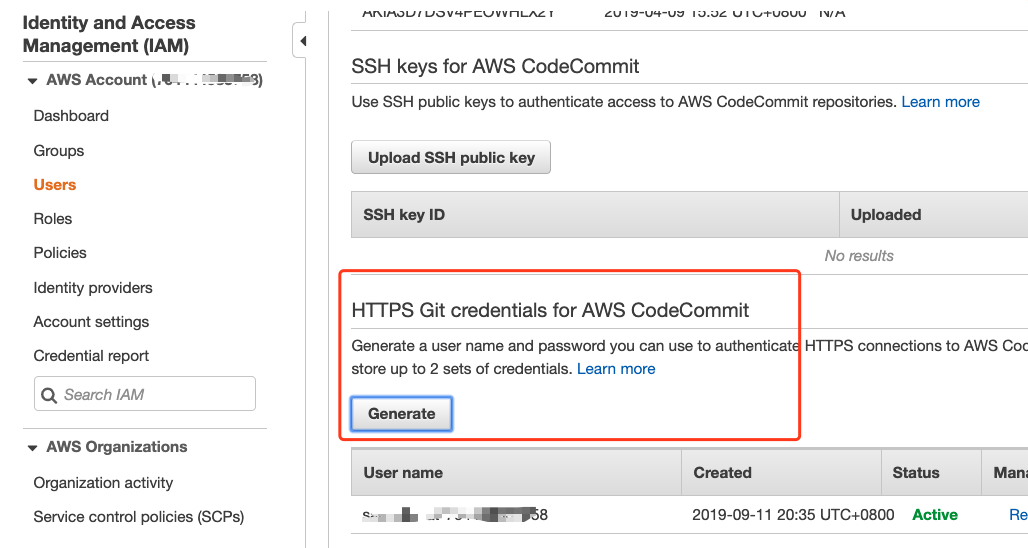 Identity and Access
Management (IAM)
AWS Account (
Dashboard
Groups
Users
Roles
Policies
Identity providers
Account settings
Credential report
Search IAM
AWS Organizations
Organization activity
Service control policies (SCPs)
2019-04-09 15:52 UTC+0800 N/A
SSH keys for AWS CodeCommit
Use SSH public keys to authenticate access to AWS CodeCommit repositories. Learn more
Upload SSH public key
SSH key ID Uploaded
No results
HTTPS Git credentials for AWS CodeCommit
Generate a user name and password you can use to authenticate HTTPS connections to AWS Coc
store up to 2 sets of credentials. Learn more
Generate
User name Created Status Mana
58 2019-09-11 20:35 UTC+0800 Active Re